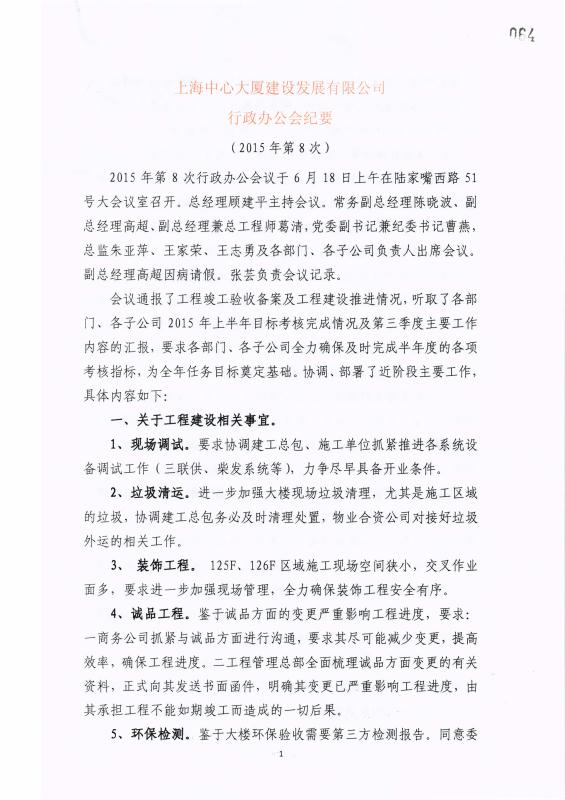 064
上海中心大厦建设发展有限公司
行政办公会纪要
（2015 年第 8 次）
2015 年第 8 次行政办公会议于 6 月 18 日上午在陆家嘴西路 51
号大会议室召开。总经理顾建平主持会议。常务副总经理陈晓波、副
总经理高超、副总经理兼总工程师葛清，党委副书记兼纪委书记曹燕，
总监朱亚萍、王家荣、王志勇及各部门、各子公司负责人出席会议。
副总经理高超因病请假。张芸负责会议记录。
会议通报了工程竣工验收备案及工程建设推进情况，听取了各部
门、各子公司 2015 年上半年目标考核完成情况及第三季度主要工作
内容的汇报，要求各部门、各子公司全力确保及时完成半年度的各项
考核指标，为全年任务目标奠定基础。协调、部署了近阶段主要工作，
具体内容如下：
一、关于工程建设相关事宜。
1、现场调试。要求协调建工总包、施工单位抓紧推进各系统设
备调试工作（三联供、柴发系统等），力争尽早具备开业条件。
2、垃圾清运。进一步加强大楼现场垃圾清理，尤其是施工区域
的垃圾，协调建工总包务必及时清理处置，物业合资公司对接好垃圾
外运的相关工作。
3、 装饰工程。 125F、126F 区域施工现场空间狭小，交叉作业
面多，要求进一步加强现场管理，全力确保装饰工程安全有序。
4、诚品工程。鉴于诚品方面的变更严重影响工程进度，要求：
一商务公司抓紧与诚品方面进行沟通，要求其尽可能减少变更，提高
效率，确保工程进度。二工程管理总部全面梳理诚品方面变更的有关
资料，正式向其发送书面函件，明确其变更已严重影响工程进度，由
其承担工程不能如期竣工而造成的一切后果。
5、环保检测。鉴于大楼环保验收需要第三方检测报告。同意委
1